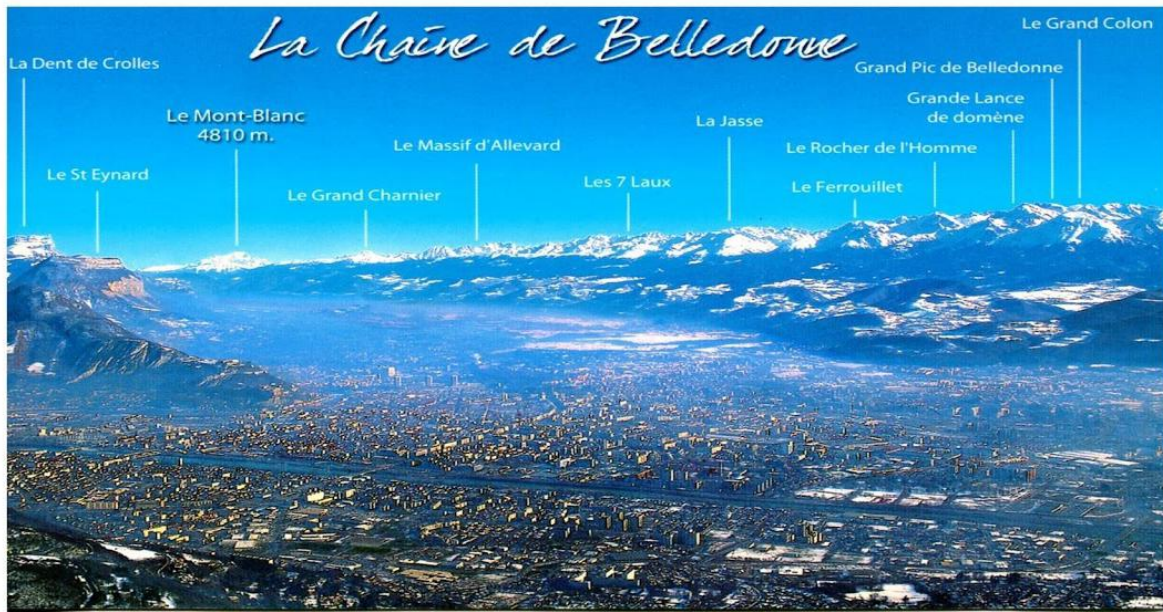 La Chaine de Belledonne
Le Grand Colon
La Dent de Crolles
Grand Pic de Belledonne
Grande Lance
de domène
Le Mont-Blanc
4810 m.
La Jasse
Le Massif d'Allevard
Le Rocher de l'Homme
Le St Eynard
Les 7 Laux
Le Ferrouillet
Le Grand Charnier